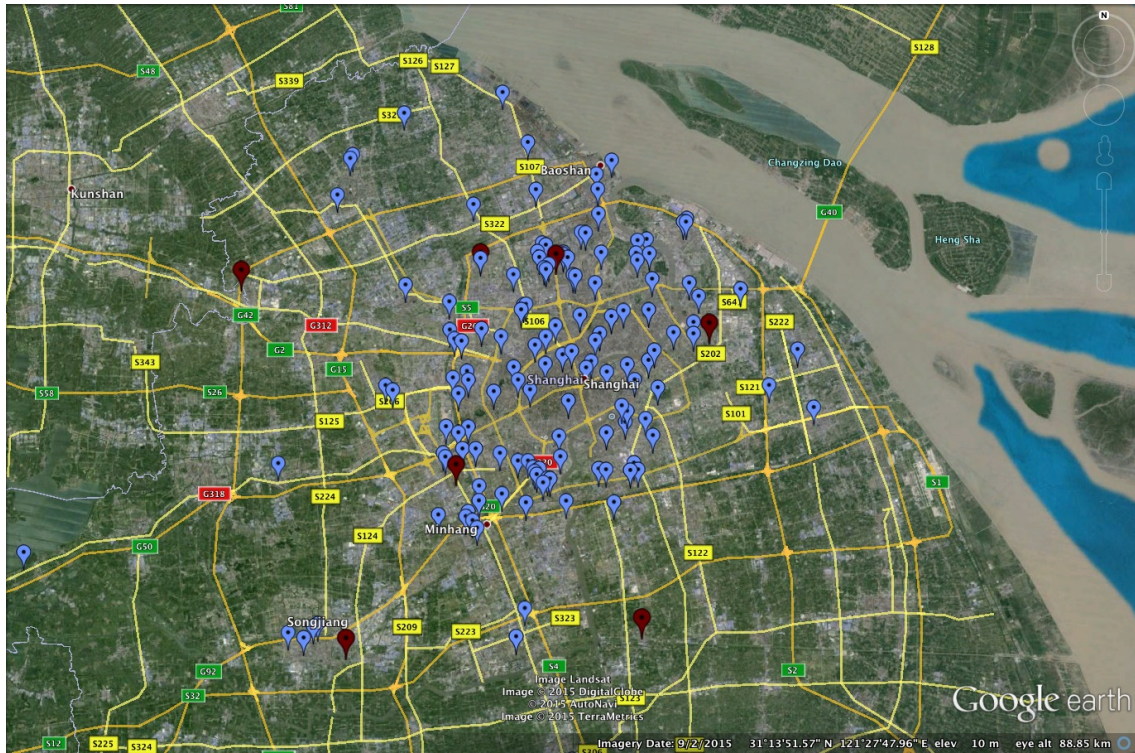 S81
N
S128
S126
S127
S48
S339
S32
S107
Baoshan
Changzing Dao
Kunshan
G40
S322
Heng Sha
S64
S5
G42
G312
S106
S222
G2
S202
S343
G15
Shanghai
Shanghai
S58
S26
S206
S121
S101
S125
S1
G318
S224
Minhang
S124
G50
S122
Songjiang
S209
S223
S323
G92
S4
S2
S32
Image Landsat
Image © 2015 DigitalGlobe
© 2015 AutoNavi
Image © 2015 TerraMetrics
S123
Google earth
S225
S324
S12
S306
Imagery Date: 9/2/2015 31°13'51.57" N 121°27'47.96" E elev 10 m eye alt 88.85 km